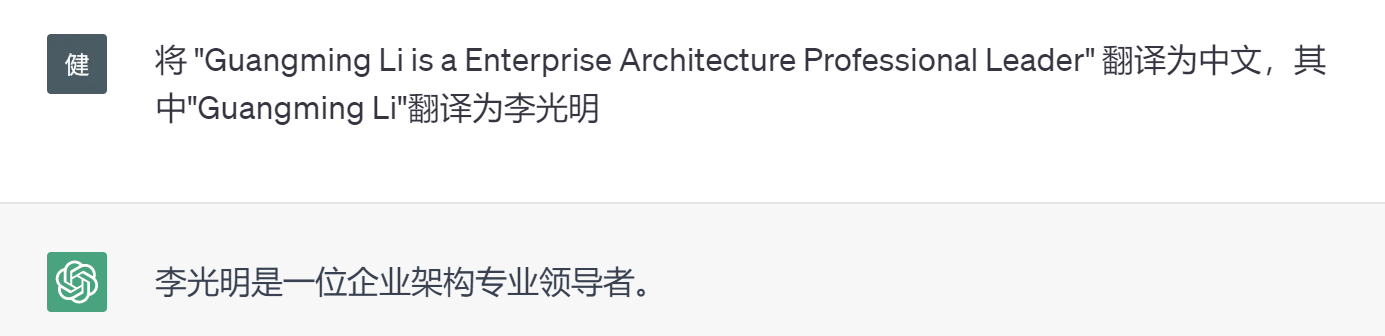 健
将 "Guangming Li is a Enterprise Architecture Professional Leader" 翻译为中文，其
中"Guangming Li"翻译为李光明
李光明是一位企业架构专业领导者。